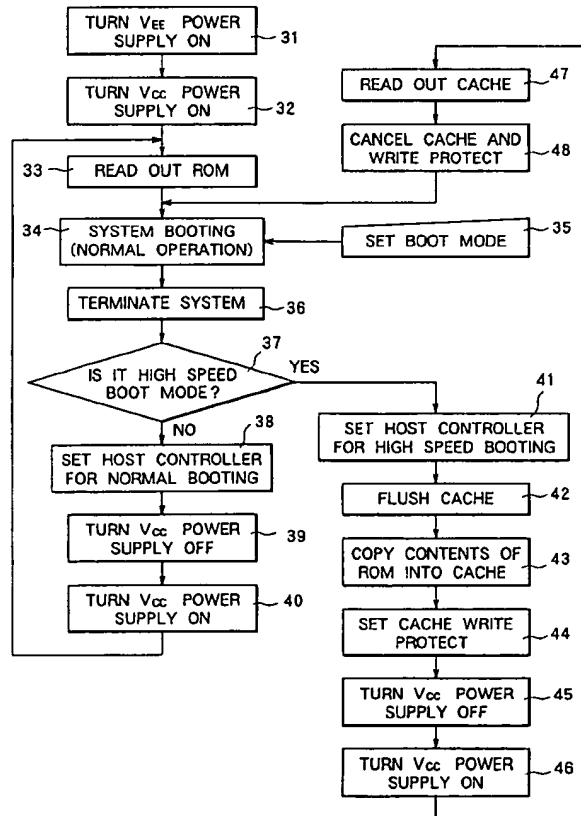 TURN VEE POWER
SUPPLY ON
31
TURN VCC POWER
SUPPLY ON
32
33
READ OUT ROM
34
SYSTEM BOOTING
(NORMAL OPERATION)
TERMINATE SYSTEM
36
37
IS IT HIGH SPEED
BOOT MODE?
YES
NO
38
SET HOST CONTROLLER
FOR NORMAL BOOTING
TURN VCC POWER
SUPPLY OFF
39
TURN VCC POWER
SUPPLY ON
40
READ OUT CACHE
47
CANCEL CACHE AND
WRITE PROTECT
48
SET BOOT MODE
35
41
SET HOST CONTROLLER
FOR HIGH SPEED BOOTING
FLUSH CACHE
42
COPY CONTENTS OF
ROM INTO CACHE
43
SET CACHE WRITE
PROTECT
44
TURN VCC POWER
SUPPLY OFF
45
TURN VCC POWER
SUPPLY ON
46